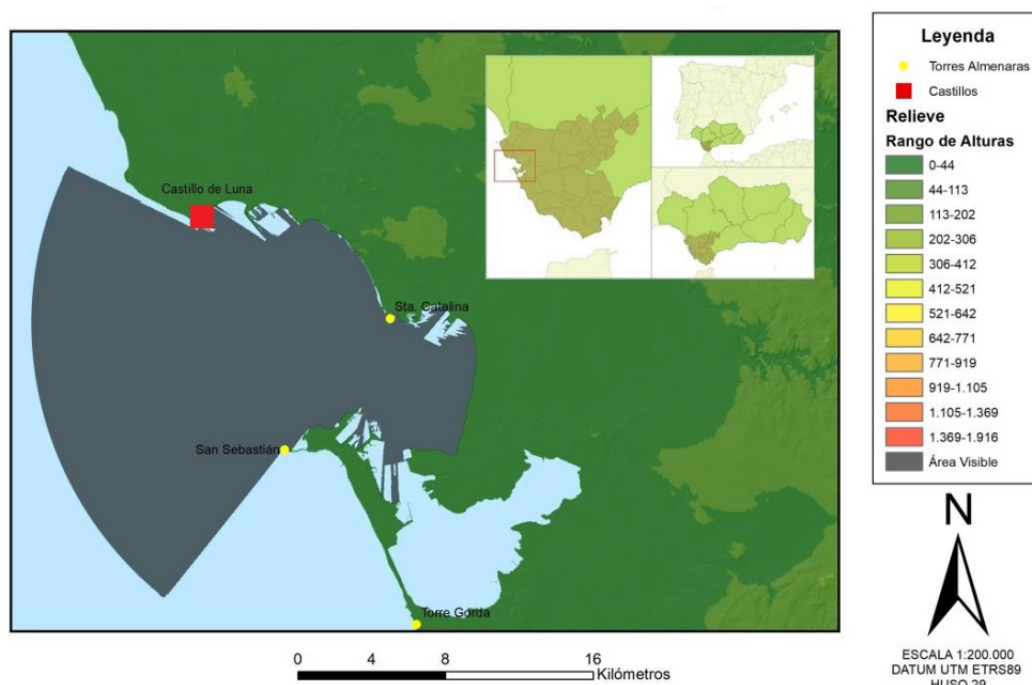 Castillo de Luna
Sta. Catalina
San Sebastián
Torre Gorda
0 4 8 16
Kilómetros
Leyenda
Torres Almenaras
Castillos
Relieve
Rango de Alturas
0-44
44-113
113-202
202-306
306-412
412-521
521-642
642-771
771-919
919-1.105
1.105-1.369
1.369-1.916
Área Visible
N
ESCALA 1:200.000
DATUM UTM ETRS89
HUSO 29